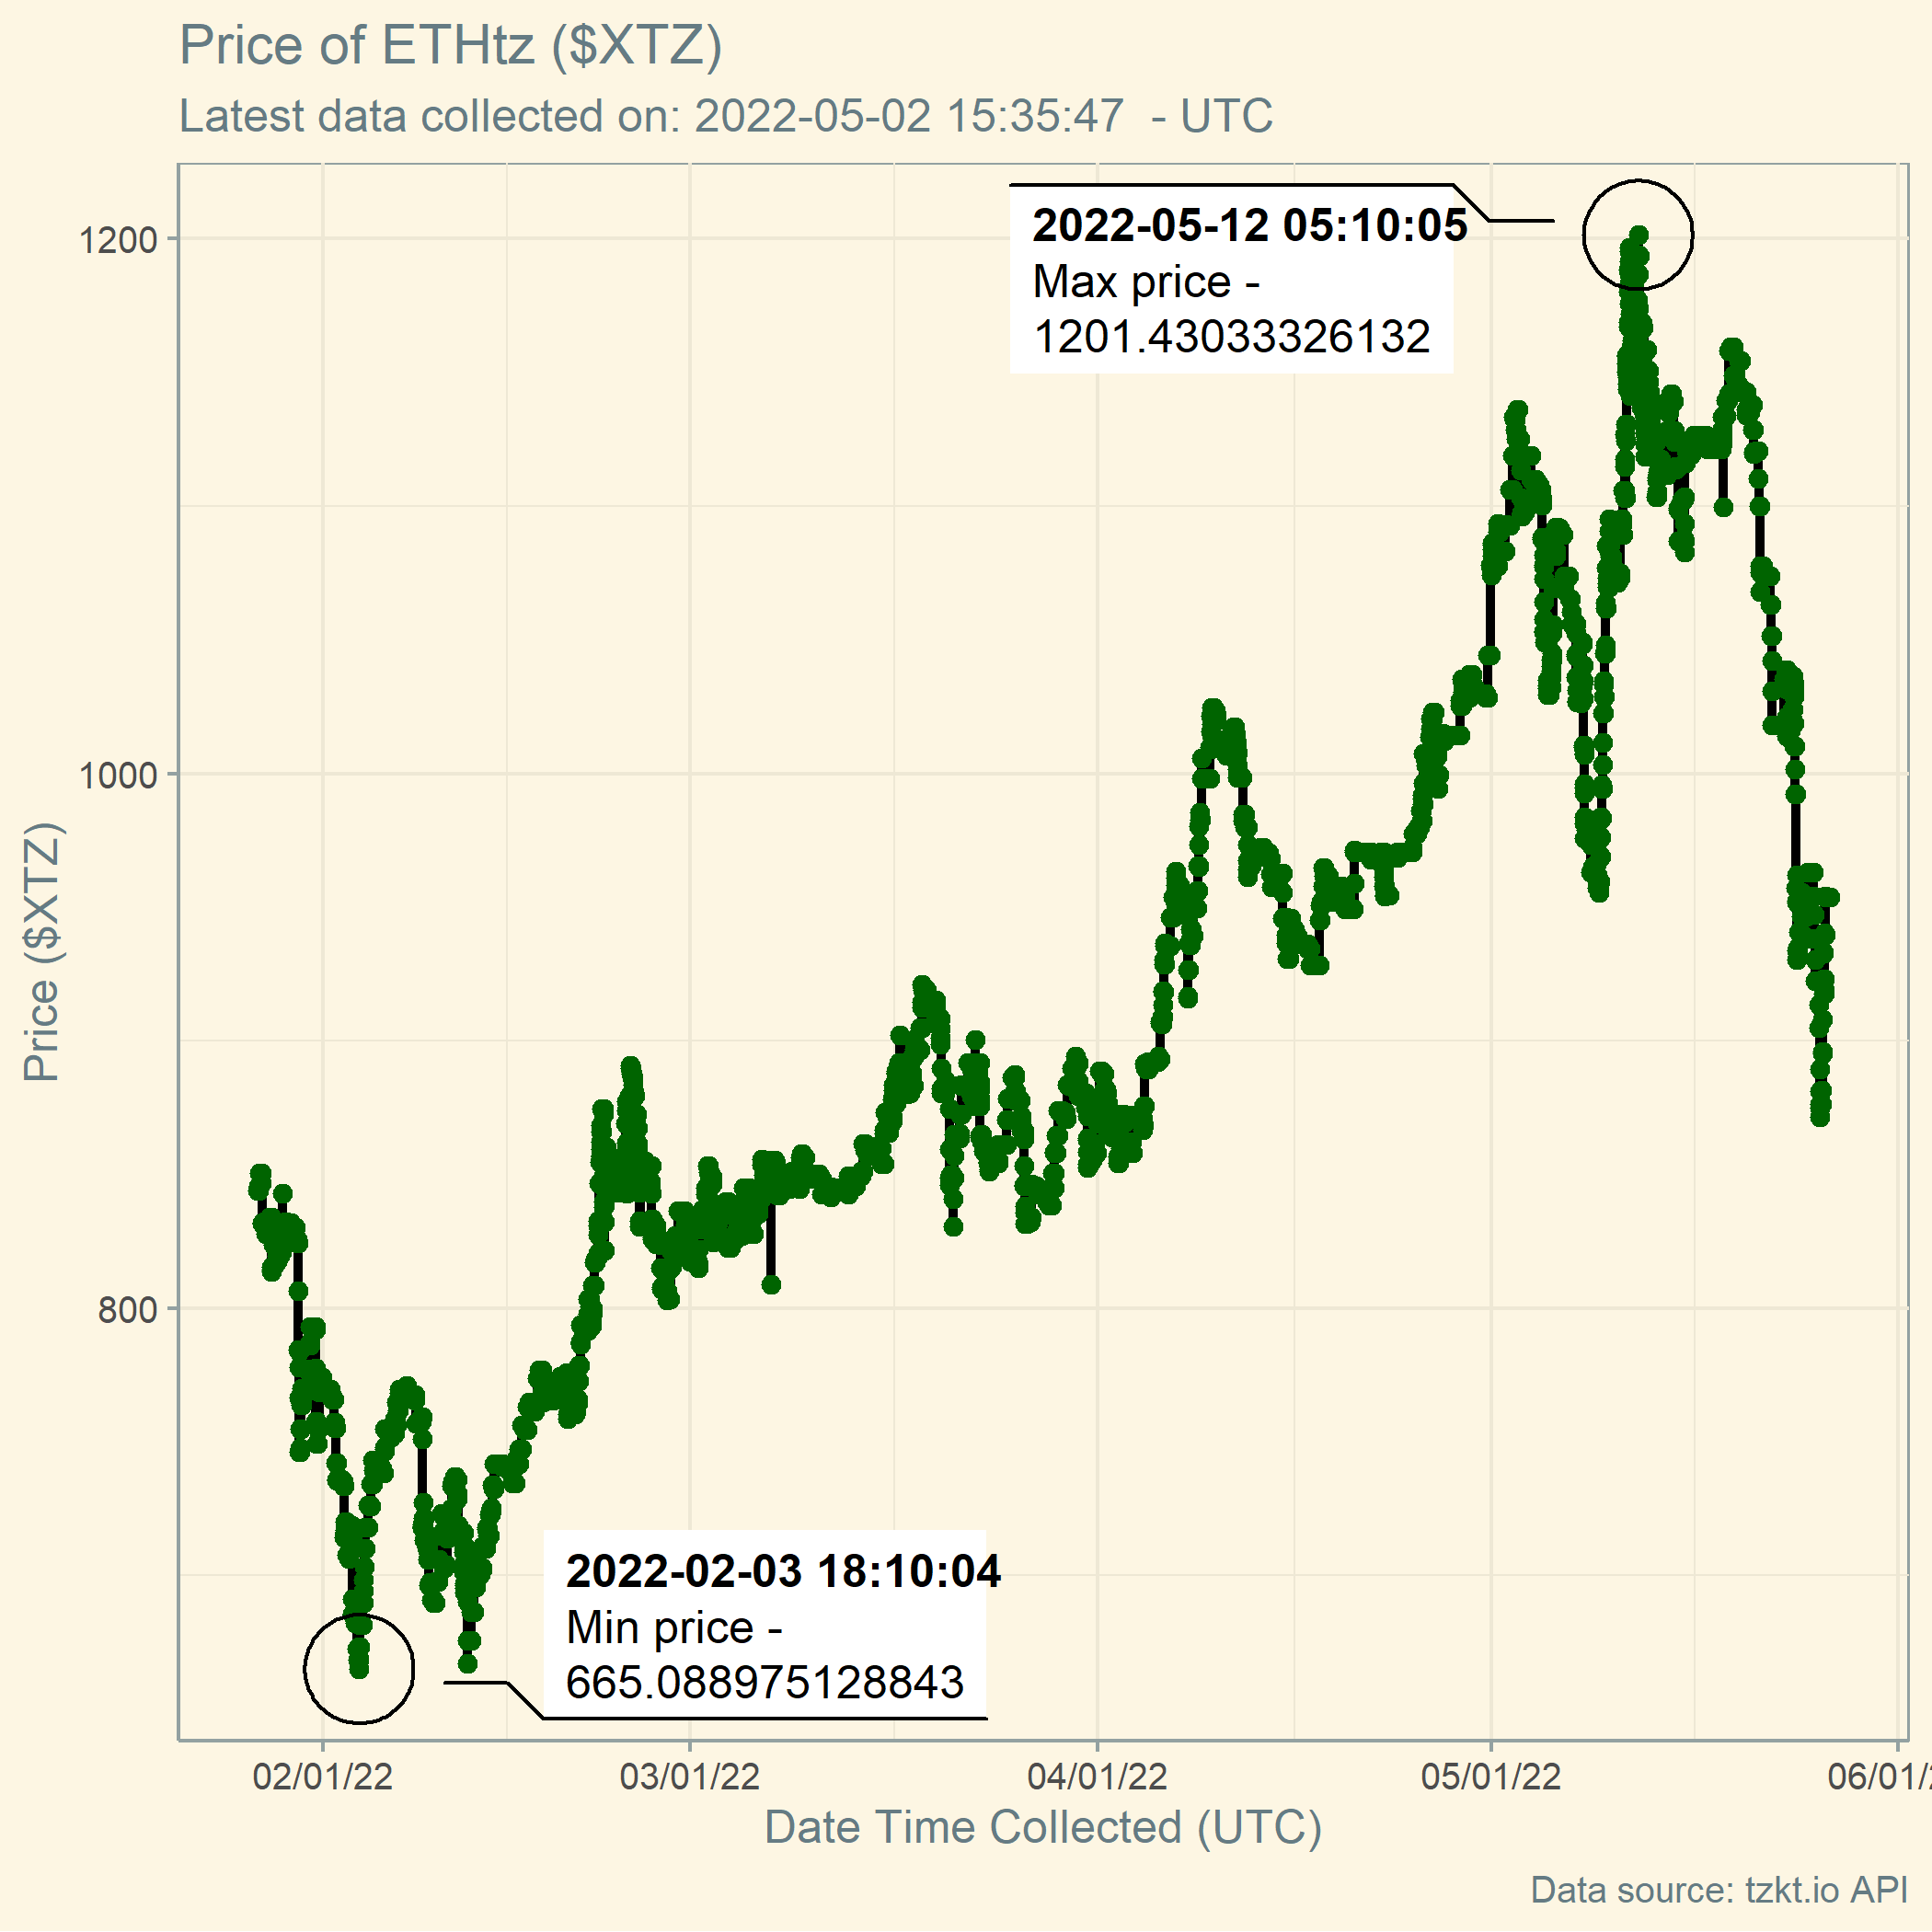 Price of ETHtz ($XTZ)
Latest data collected on: 2022-05-02 15:35:47  - UTC
2022-05-12 05:10:05
Max price -
1201.43033326132
1200
1000
800
Price ($XTZ)
2022-02-03 18:10:04
Min price -
665.088975128843
02/01/22
03/01/22
04/01/22
05/01/22
06/01/
Date Time Collected (UTC)
Data source: tzkt.io API